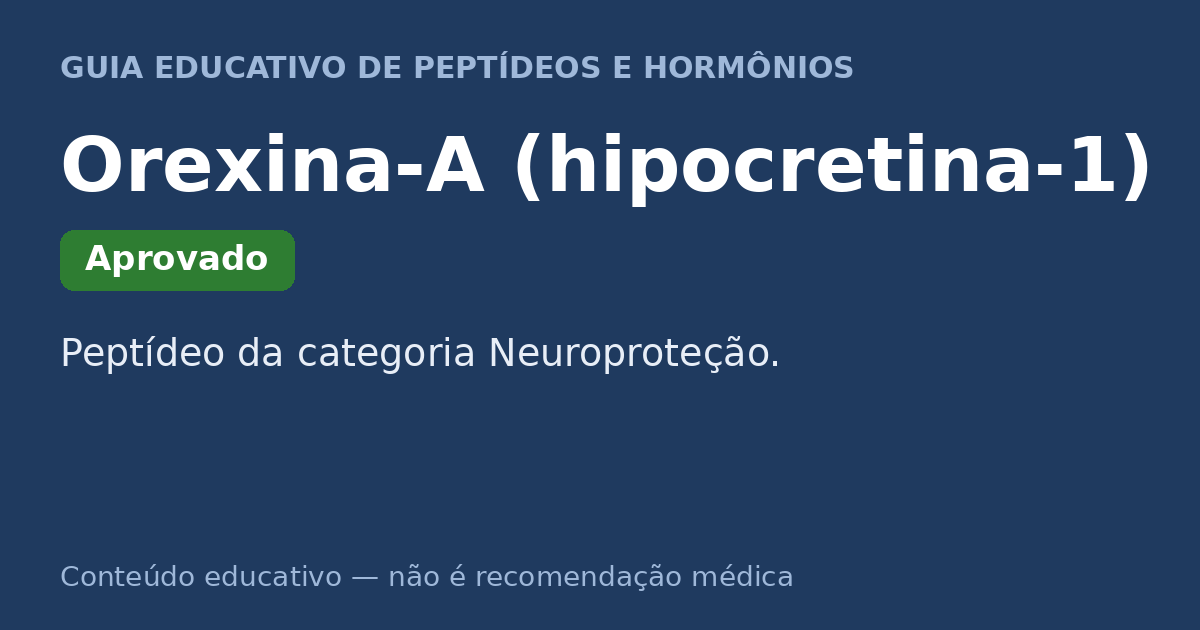 GUIA EDUCATIVO DE PEPTÍDEOS E HORMÔNIOS
Orexina-A (hipocretina-1)
Aprovado
Peptídeo da categoria Neuroproteção.
Conteúdo educativo — não é recomendação médica